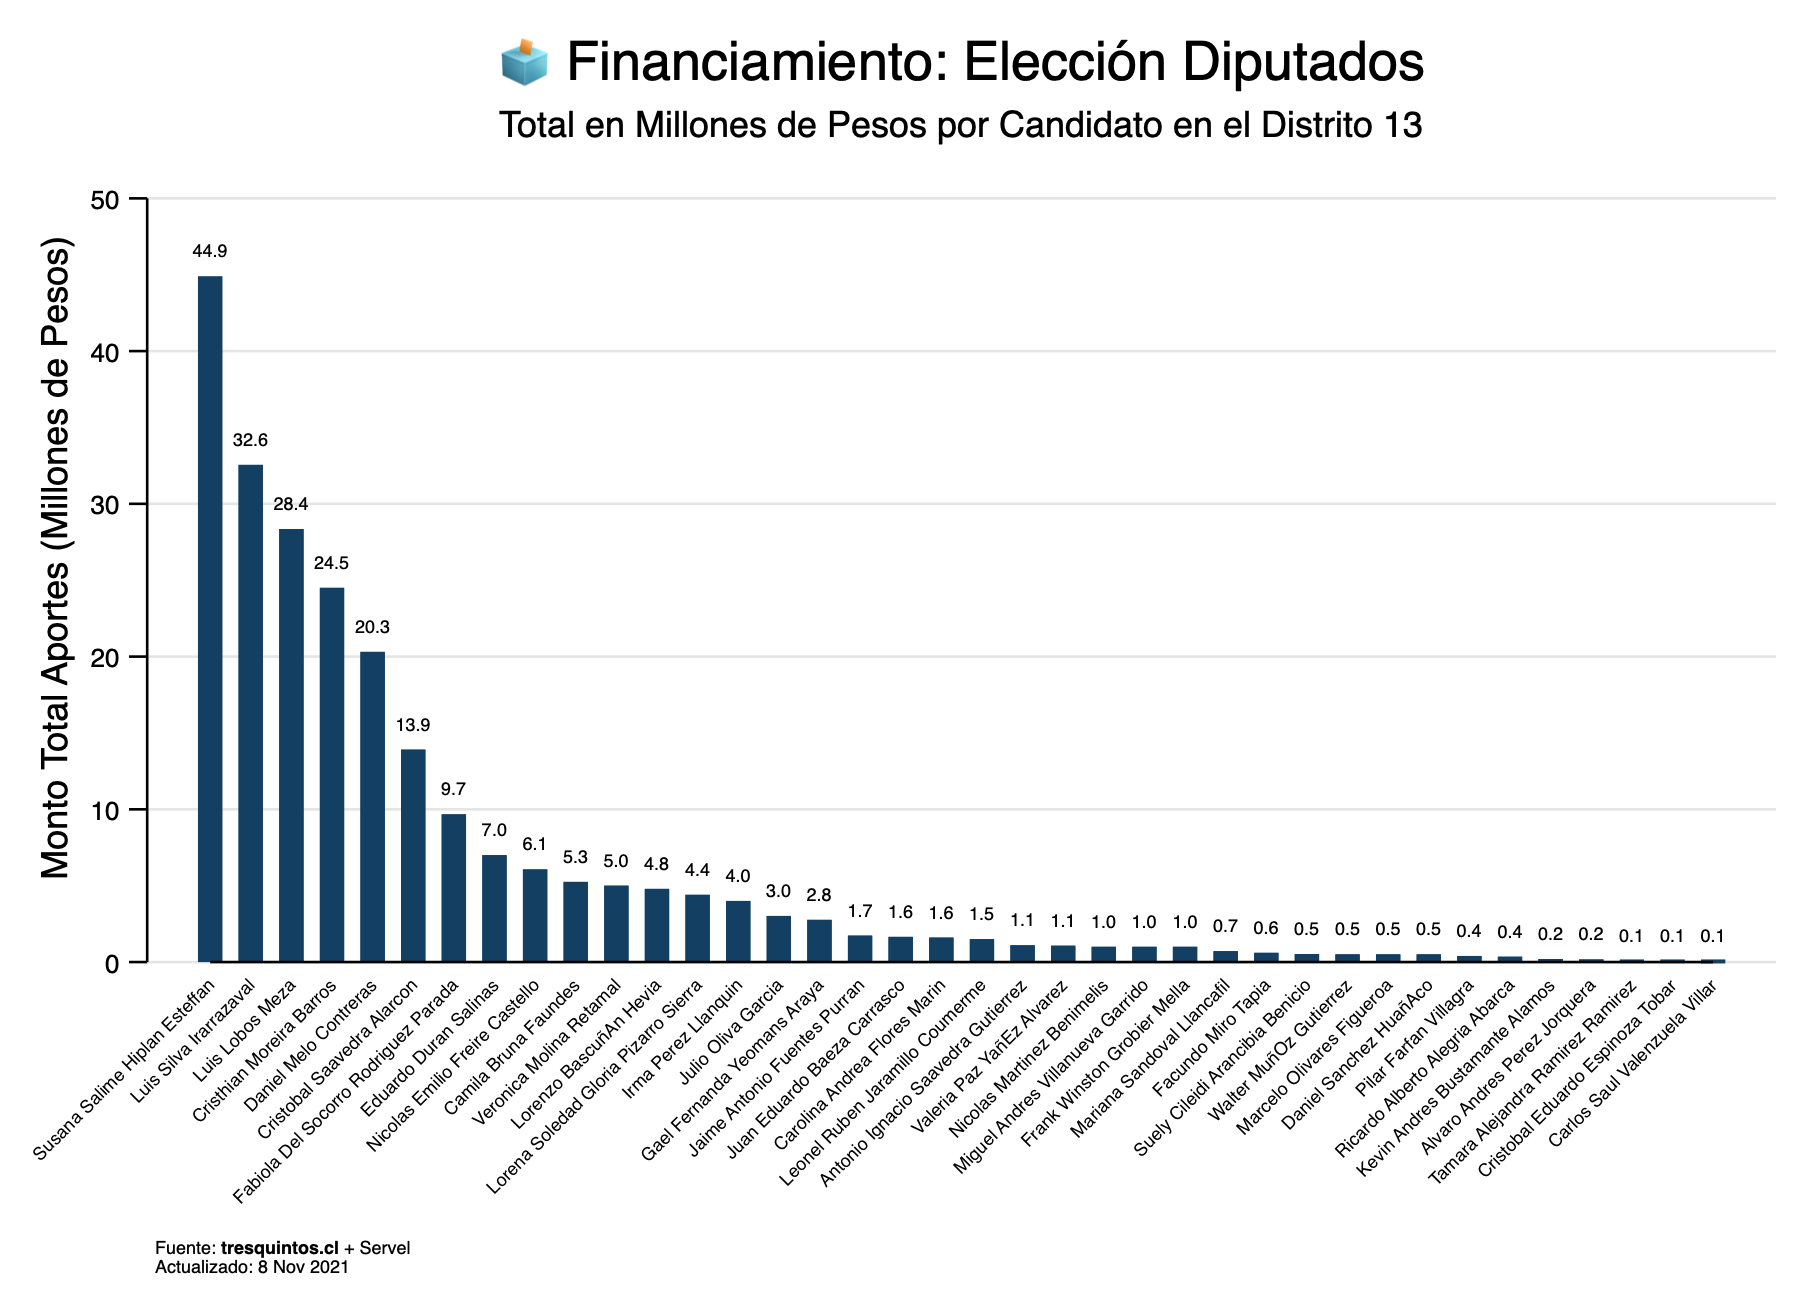 Financiamiento: Elección Diputados
Total en Millones de Pesos por Candidato en el Distrito 13
Monto Total Aportes (Millones de Pesos)
50
40
30
20
10
0
44.9
32.6
28.4
24.5
20.3
13.9
9.7
7.0
6.1
5.3
5.0
4.8
4.4
4.0
3.0
2.8
1.7
1.6
1.6
1.5
1.1
1.1
1.0
1.0
1.0
0.7
0.6
0.5
0.5
0.5
0.5
0.4
0.4
0.2
0.2
0.1
0.1
0.1
Susana Salime Hiplan Esteffan
Luis Silva Irarrazaval
Luis Lobos Meza
Cristhian Moreira Barros
Daniel Melo Contreras
Cristobal Saavedra Alarcon
Fabiola Del Socorro Rodriguez Parada
Eduardo Duran Salinas
Nicolas Emilio Freire Castello
Camila Bruna Faundes
Veronica Molina Retamal
Lorenzo BascuñAn Hevia
Lorena Soledad Gloria Pizarro Sierra
Irma Perez Llanquin
Julio Oliva Garcia
Gael Fernanda Yeomans Araya
Jaime Antonio Fuentes Purran
Juan Eduardo Baeza Carrasco
Carolina Andrea Flores Marin
Leonel Ruben Jaramillo Coumerme
Antonio Ignacio Saavedra Gutierrez
Valeria Paz YañEz Alvarez
Nicolas Martinez Benimelis
Miguel Andres Villanueva Garrido
Frank Winston Grobier Mella
Mariana Sandoval Llancafil
Facundo Miro Tapia
Suely Cileidi Arancibia Benicio
Walter MuñOz Gutierrez
Marcelo Olivares Figueroa
Daniel Sanchez HuañAco
Pilar Farfan Villagra
Ricardo Alberto Alegria Abarca
Kevin Andres Bustamante Alamos
Alvaro Andres Perez Jorquera
Tamara Alejandra Ramirez Ramirez
Cristobal Eduardo Espinoza Tobar
Carlos Saul Valenzuela Villar
Fuente: tresquintos.cl + Servel
Actualizado: 8 Nov 2021